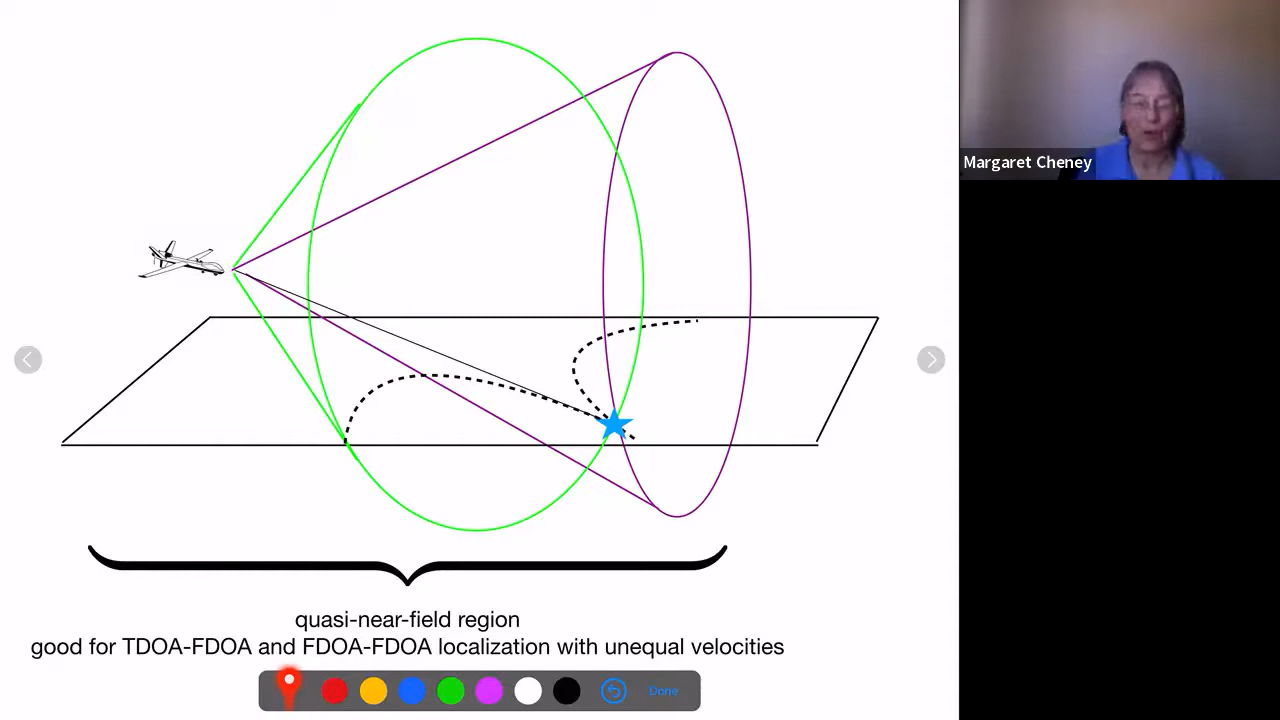 Margaret Cheney
quasi-near-field region
good for TDOA-FDOA and FDOA-FDOA localization with unequal velocities
Done